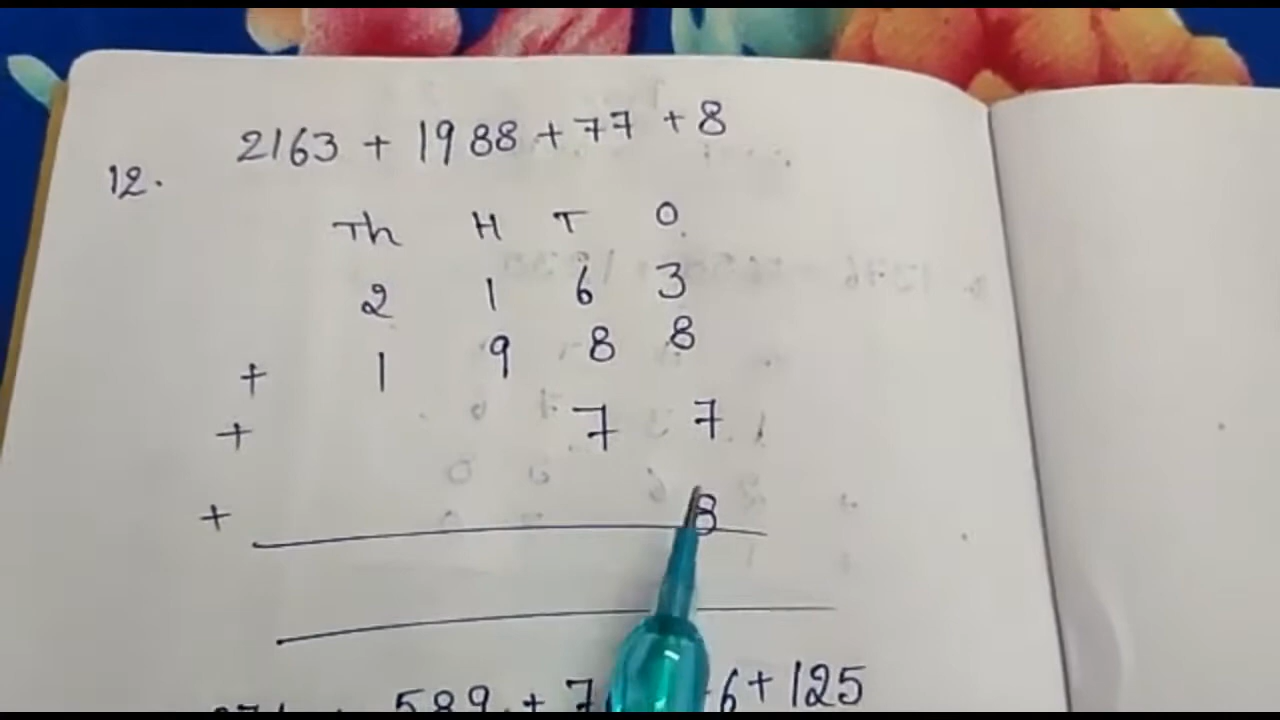 2163 + 1988 + 77 + 8
12.
Th H T O
2 1 6 3
+ 1 9 8 8
+ 7 7
+ 8
589 + 6 + 125